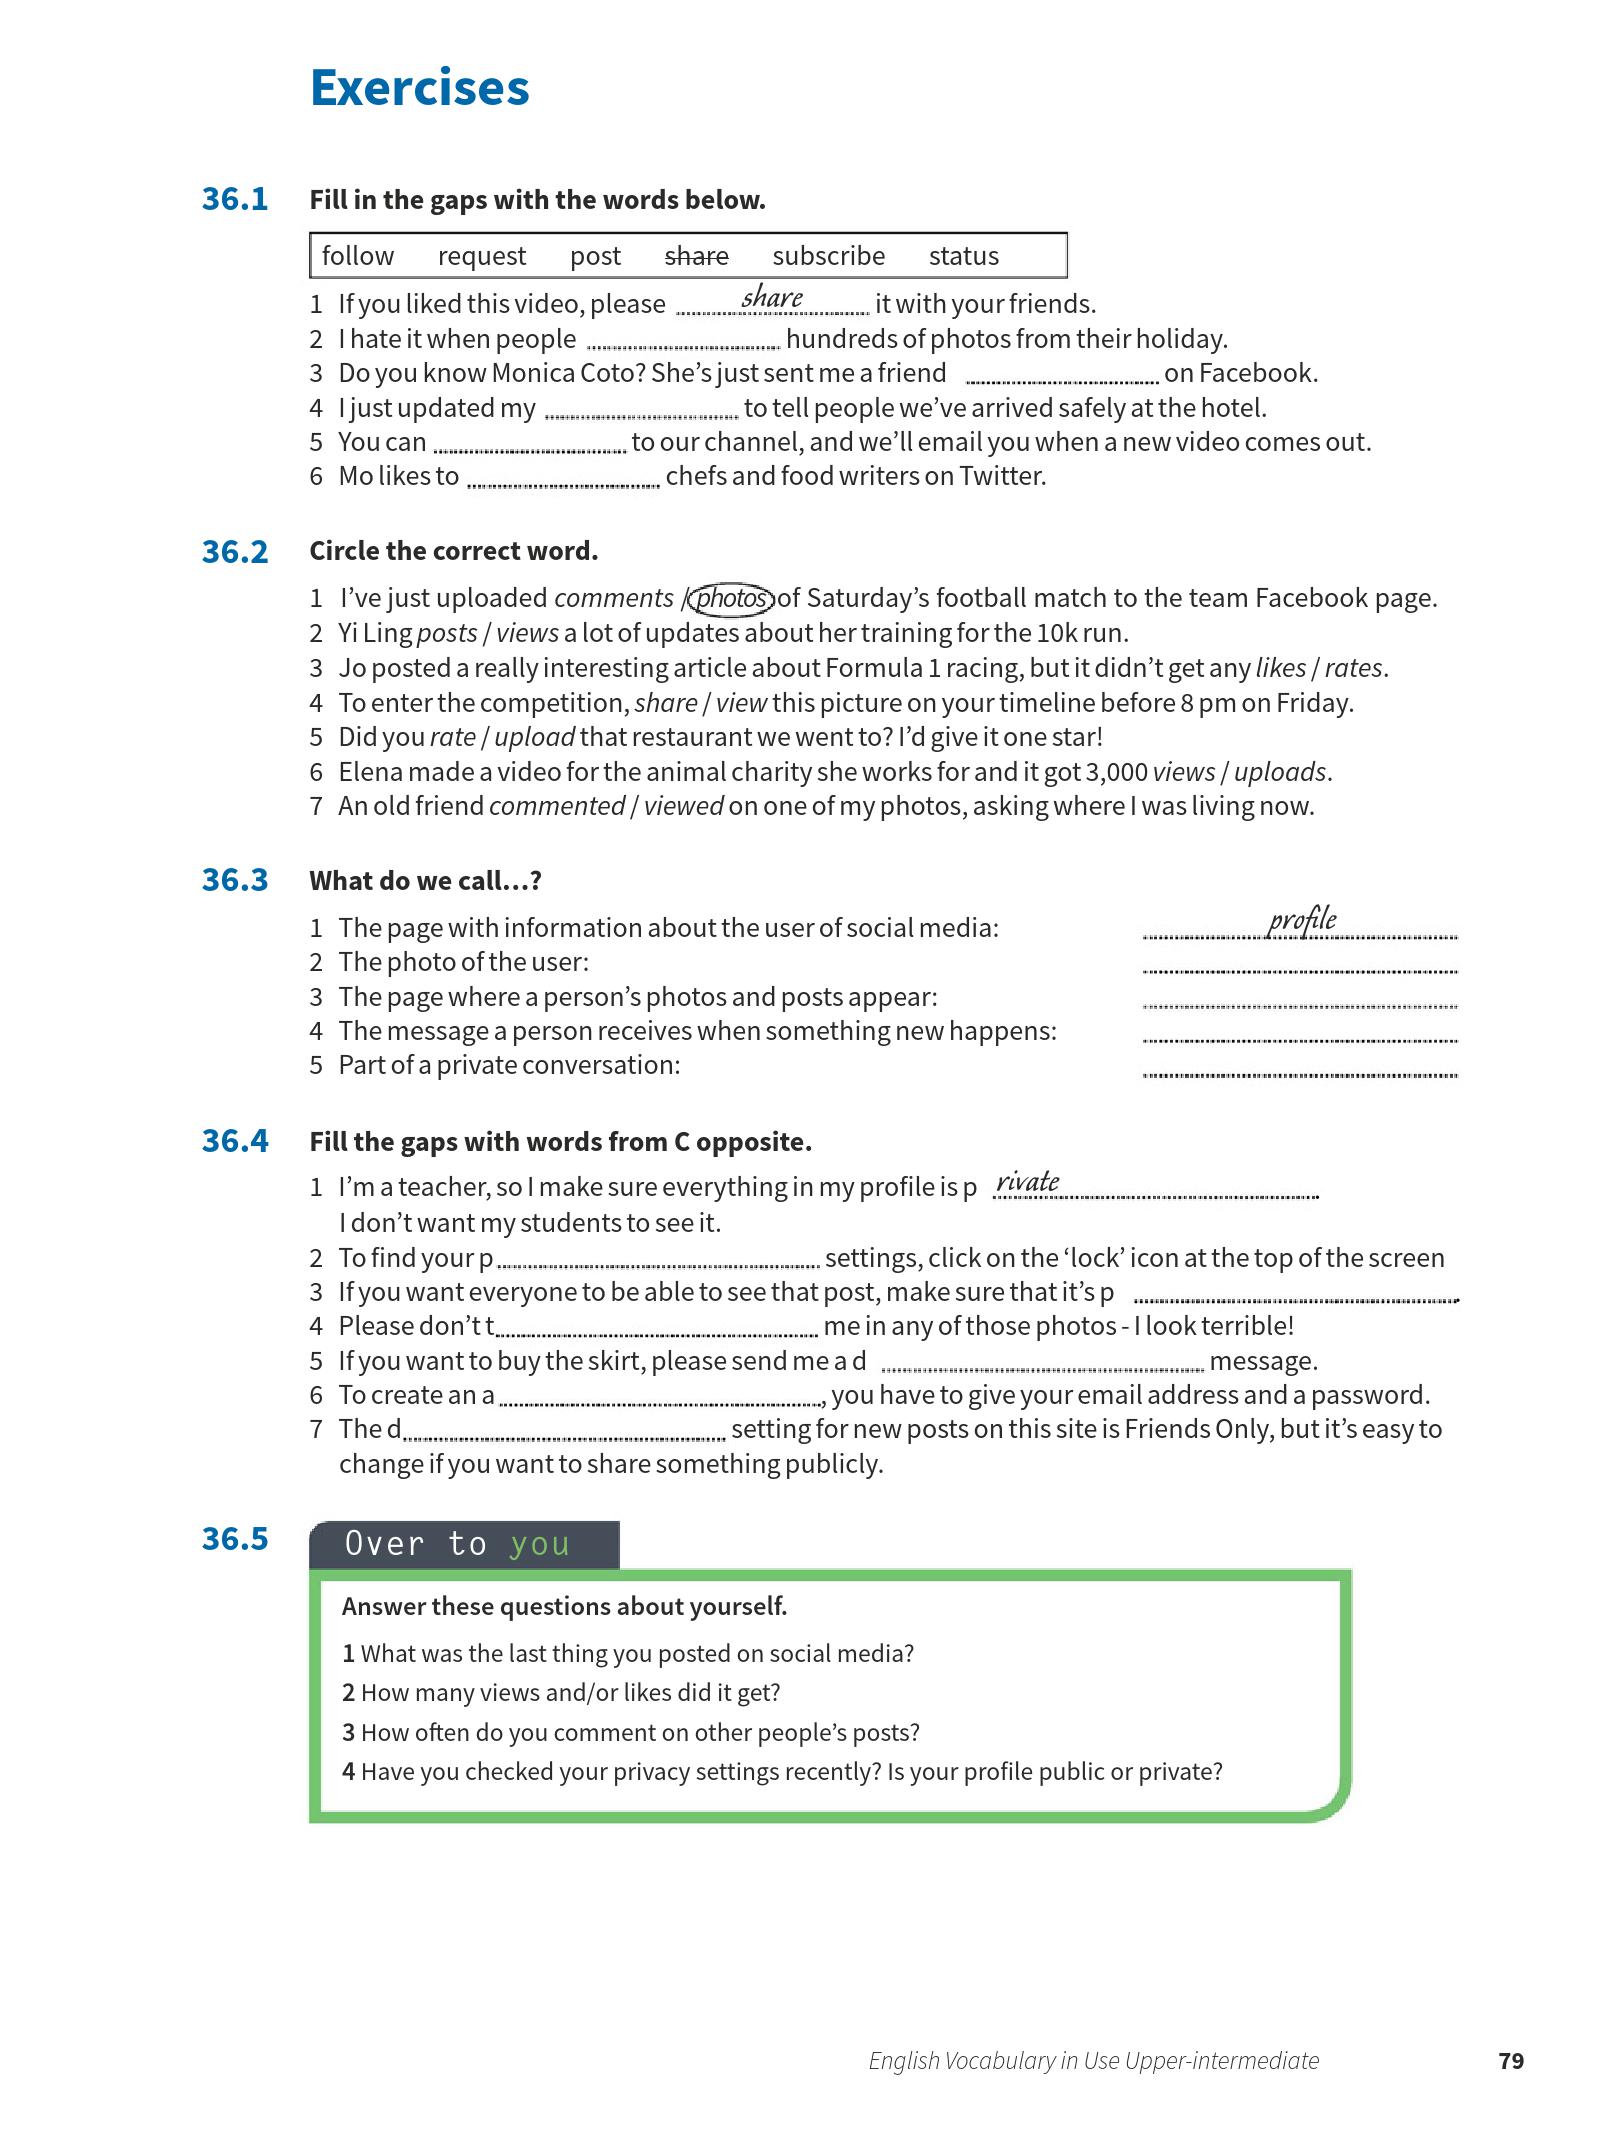 Exercises
36.1 Fill in the gaps with the words below.
follow request post share subscribe status
1 If you liked this video, please share it with your friends.
2 I hate it when people ........ hundreds of photos from their holiday.
3 Do you know Monica Coto? She's just sent me a friend ........ on Facebook.
4 I just updated my ........ to tell people we've arrived safely at the hotel.
5 You can ........ to our channel, and we'll email you when a new video comes out.
6 Mo likes to ........ chefs and food writers on Twitter.
36.2 Circle the correct word.
1 I've just uploaded comments / photos of Saturday's football match to the team Facebook page.
2 Yi Ling posts / views a lot of updates about her training for the 10k run.
3 Jo posted a really interesting article about Formula 1 racing, but it didn't get any likes / rates.
4 To enter the competition, share / view this picture on your timeline before 8 pm on Friday.
5 Did you rate / upload that restaurant we went to? I'd give it one star!
6 Elena made a video for the animal charity she works for and it got 3,000 views / uploads.
7 An old friend commented / viewed on one of my photos, asking where I was living now.
36.3 What do we call...?
1 The page with information about the user of social media: profile
2 The photo of the user: ........
3 The page where a person's photos and posts appear: ........
4 The message a person receives when something new happens: ........
5 Part of a private conversation: ........
36.4 Fill the gaps with words from C opposite.
1 I'm a teacher, so I make sure everything in my profile is p rivate ........
I don't want my students to see it.
2 To find your p........ settings, click on the 'lock' icon at the top of the screen
3 If you want everyone to be able to see that post, make sure that it's p ........
4 Please don't t........ me in any of those photos - I look terrible!
5 If you want to buy the skirt, please send me a d ........ message.
6 To create an a........, you have to give your email address and a password.
7 The d........ setting for new posts on this site is Friends Only, but it's easy to
change if you want to share something publicly.
36.5 Over to you
Answer these questions about yourself.
1 What was the last thing you posted on social media?
2 How many views and/or likes did it get?
3 How often do you comment on other people's posts?
4 Have you checked your privacy settings recently? Is your profile public or private?
English Vocabulary in Use Upper-intermediate 79